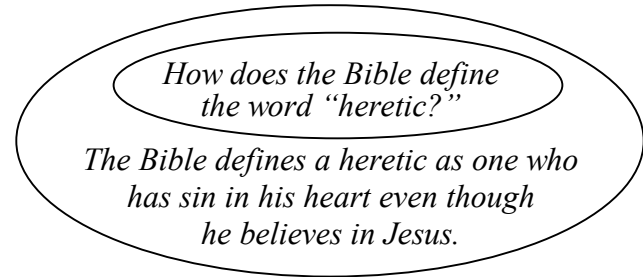 How does the Bible define
the word “heretic?”
The Bible defines a heretic as one who
has sin in his heart even though
he believes in Jesus.